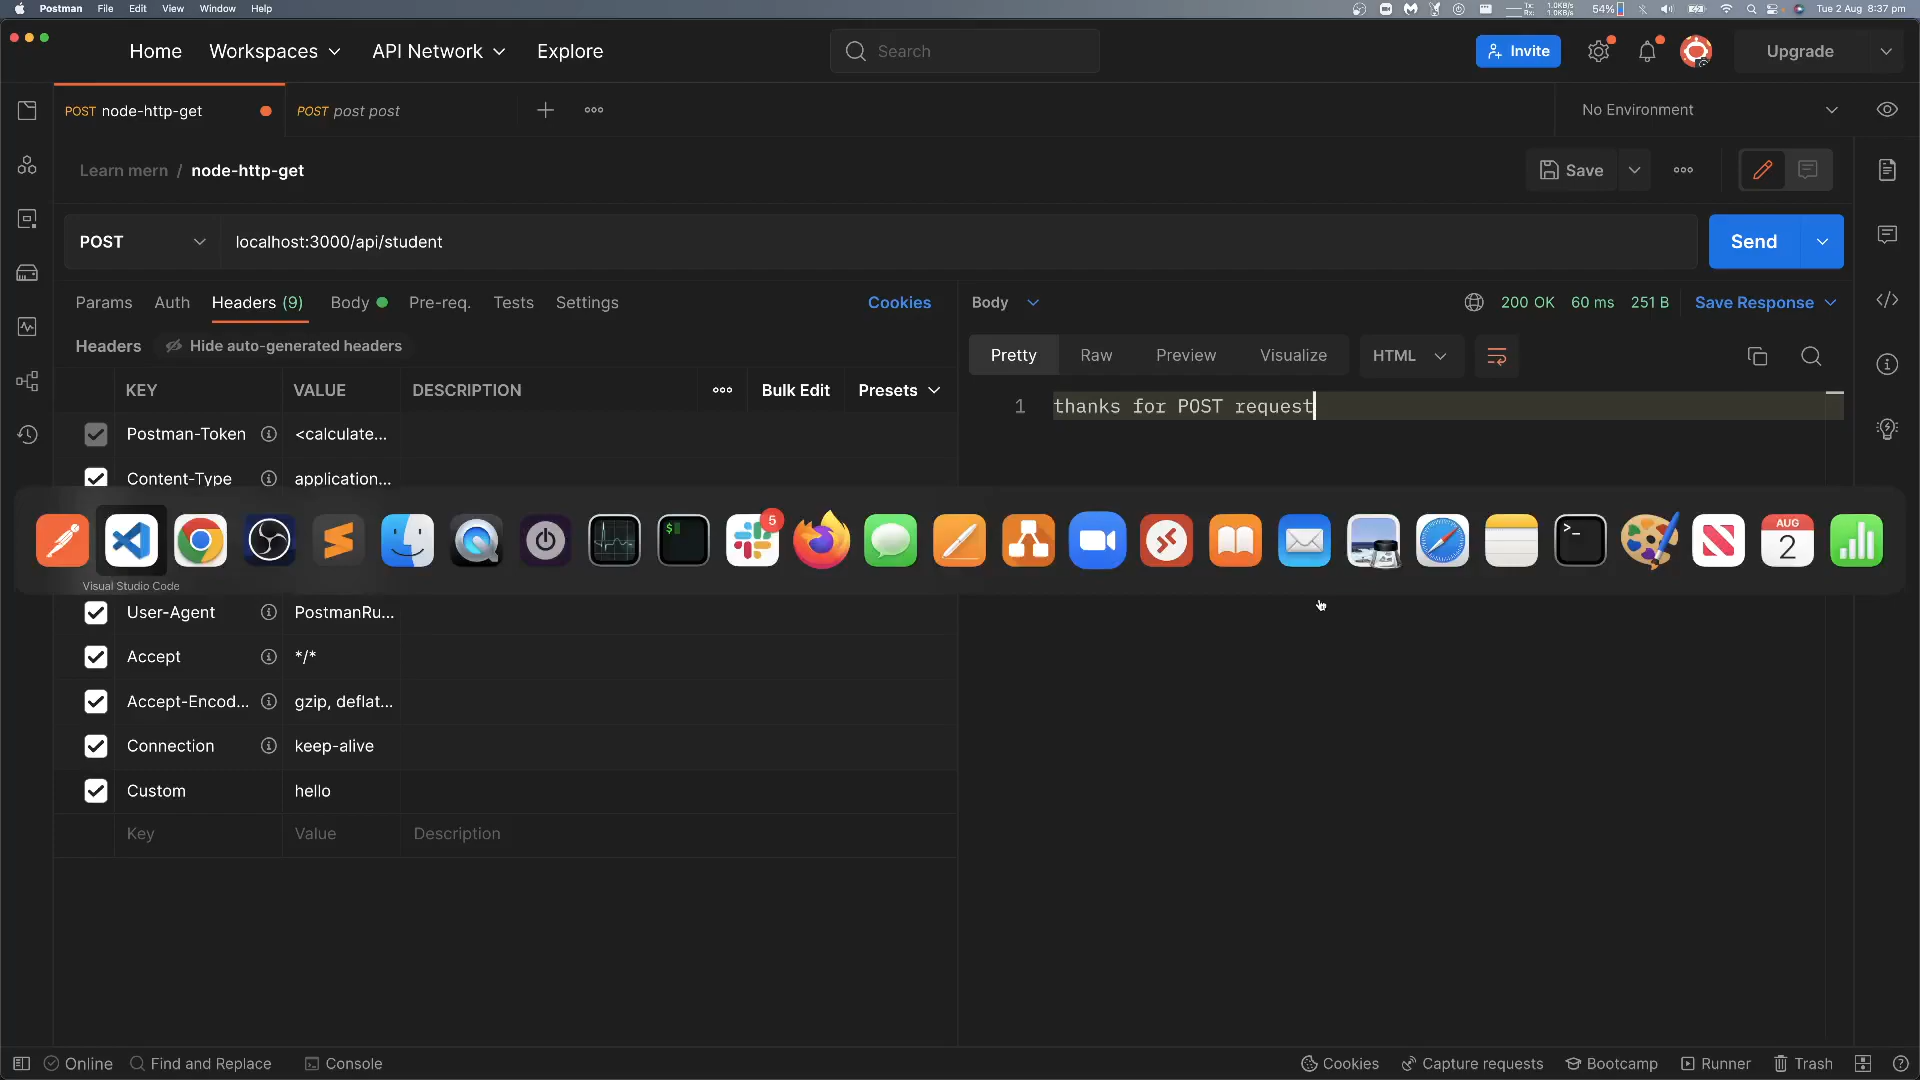 Postman File Edit View Window Help
Tx: 1.0KB/s
Rx: 1.0KB/s
54%
Tue 2 Aug 8:37 pm
Home Workspaces API Network Explore
Search
Invite
Upgrade
POST node-http-get
POST post post
No Environment
Learn mern / node-http-get
Save
POST
localhost:3000/api/student
Send
Params Auth Headers (9) Body Pre-req. Tests Settings
Cookies
Body
200 OK 60 ms 251 B Save Response
Headers
Hide auto-generated headers
Pretty Raw Preview Visualize HTML
KEY VALUE DESCRIPTION
Bulk Edit Presets
1 thanks for POST request
Postman-Token <calculate...
Content-Type application...
5
AUG
2
Visual Studio Code
User-Agent PostmanRu...
Accept */*
Accept-Encod... gzip, deflat...
Connection keep-alive
Custom hello
Key Value Description
Online Find and Replace Console
Cookies Capture requests Bootcamp Runner Trash